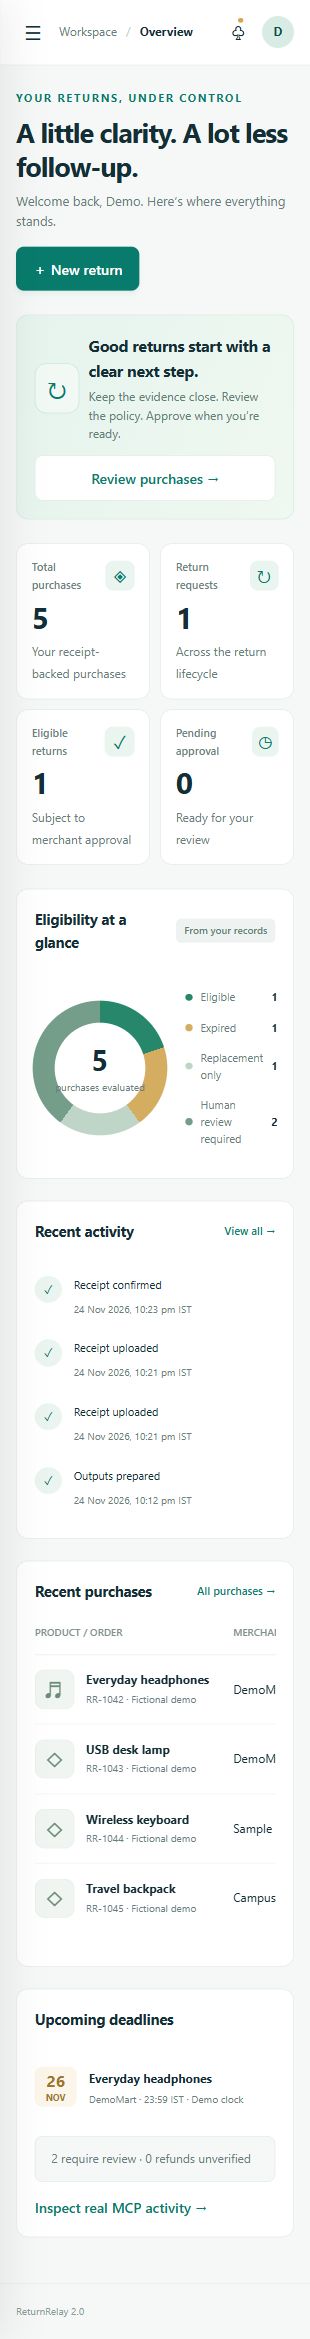 Workspace / Overview
D
YOUR RETURNS, UNDER CONTROL
A little clarity. A lot less
follow-up.
Welcome back, Demo. Here's where everything
stands.
+ New return
Good returns start with a
clear next step.
Keep the evidence close. Review
the policy. Approve when you're
ready.
Review purchases →
Total
purchases
5
Your receipt-
backed purchases
Return
requests
1
Across the return
lifecycle
Eligible
returns
1
Subject to
merchant approval
Pending
approval
0
Ready for your
review
Eligibility at a
glance
From your records
5
purchases evaluated
Eligible 1
Expired 1
Replacement
only 1
Human
review
required 2
Recent activity
View all →
Receipt confirmed
24 Nov 2026, 10:23 pm IST
Receipt uploaded
24 Nov 2026, 10:21 pm IST
Receipt uploaded
24 Nov 2026, 10:21 pm IST
Outputs prepared
24 Nov 2026, 10:12 pm IST
Recent purchases
All purchases →
PRODUCT / ORDER
MERCHA
Everyday headphones
RR-1042 · Fictional demo
DemoM
USB desk lamp
RR-1043 · Fictional demo
DemoM
Wireless keyboard
RR-1044 · Fictional demo
Sample
Travel backpack
RR-1045 · Fictional demo
Campus
Upcoming deadlines
26
NOV
Everyday headphones
DemoMart · 23:59 IST · Demo clock
2 require review · 0 refunds unverified
Inspect real MCP activity →
ReturnRelay 2.0